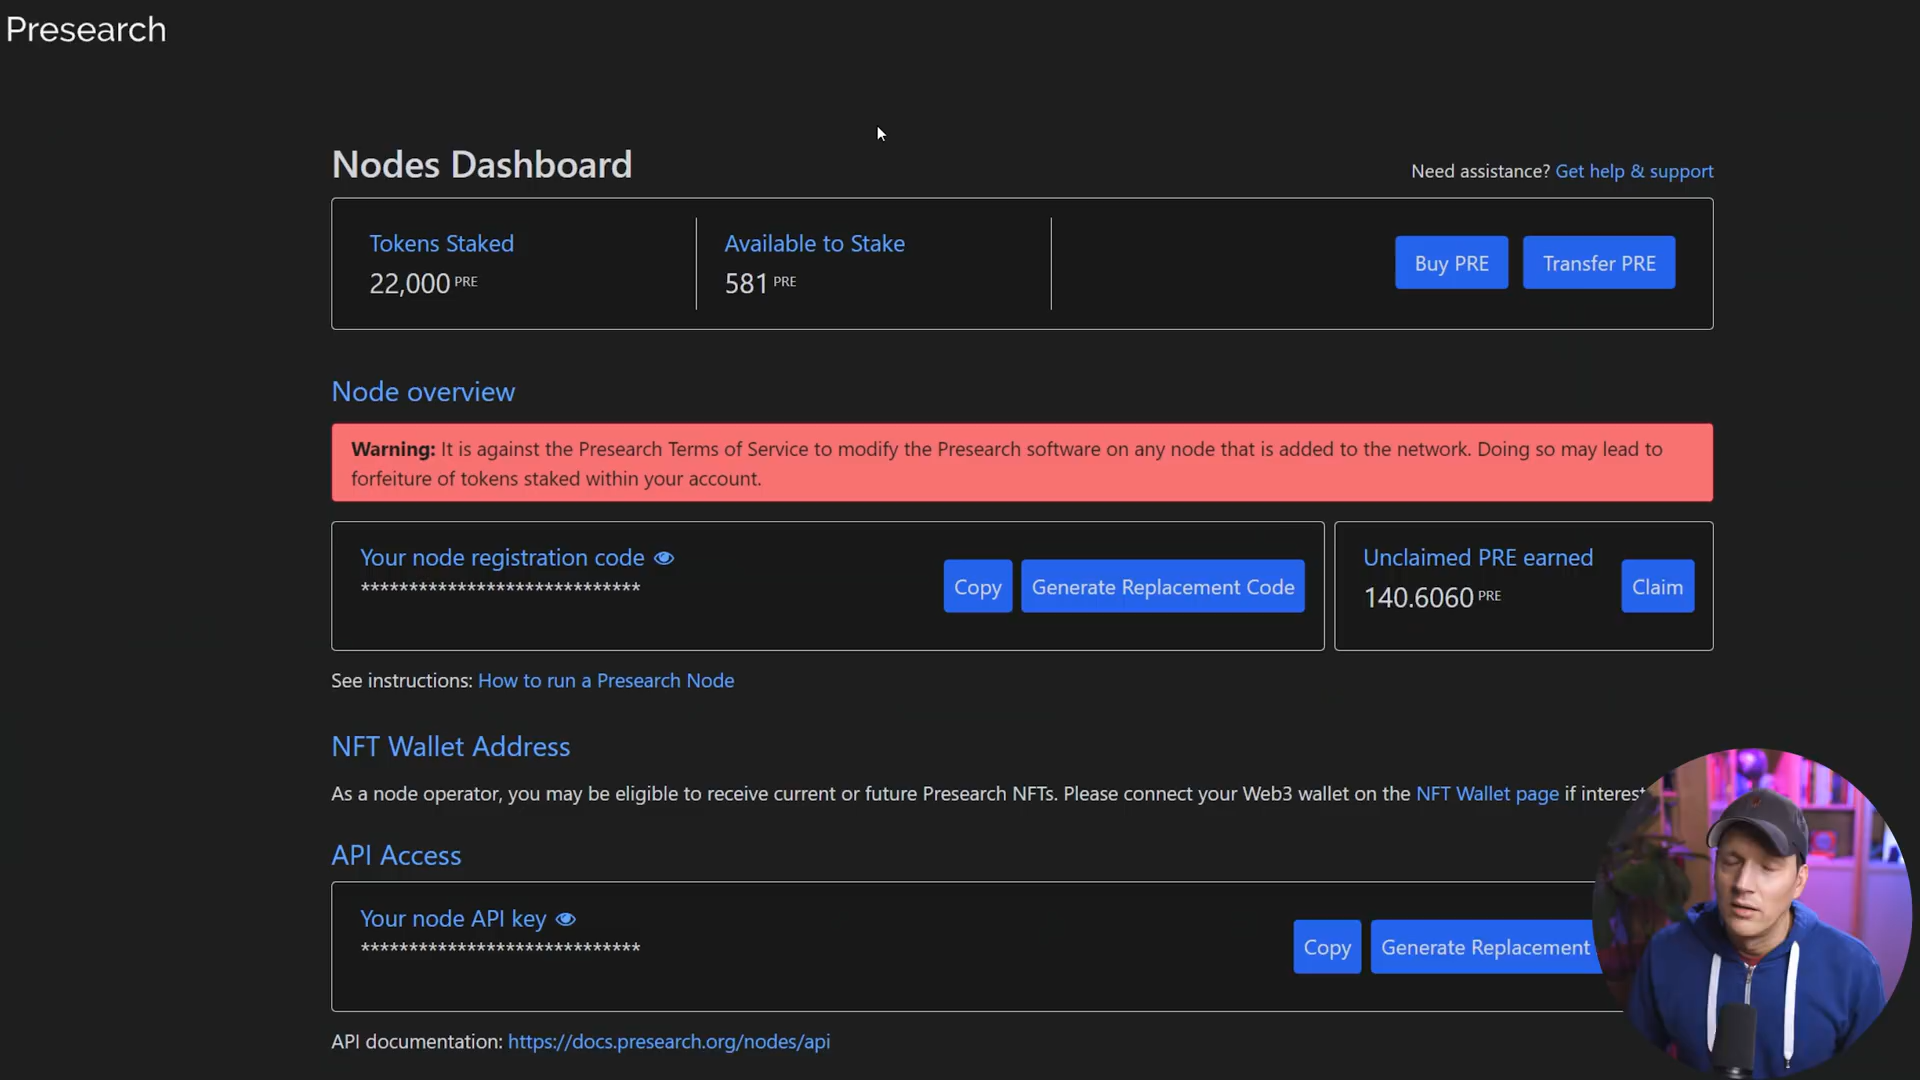 Presearch
Nodes Dashboard
Need assistance? Get help & support
Tokens Staked
22,000 PRE
Available to Stake
581 PRE
Buy PRE
Transfer PRE
Node overview
Warning: It is against the Presearch Terms of Service to modify the Presearch software on any node that is added to the network. Doing so may lead to
forfeiture of tokens staked within your account.
Your node registration code
*****************************
Copy
Generate Replacement Code
Unclaimed PRE earned
140.6060 PRE
Claim
See instructions: How to run a Presearch Node
NFT Wallet Address
As a node operator, you may be eligible to receive current or future Presearch NFTs. Please connect your Web3 wallet on the NFT Wallet page if interest
API Access
Your node API key
*****************************
Copy
Generate Replacement
API documentation: https://docs.presearch.org/nodes/api